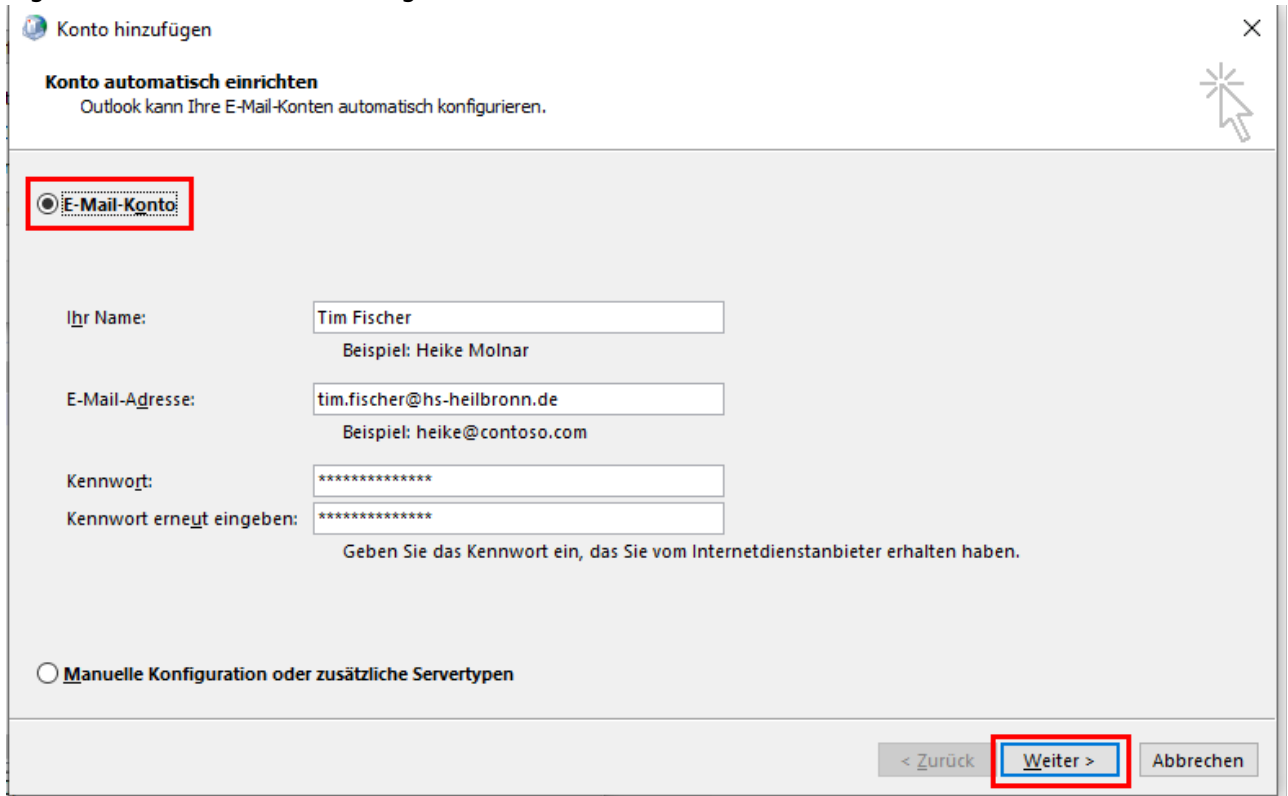 Konto hinzufügen
Konto automatisch einrichten
Outlook kann Ihre E-Mail-Konten automatisch konfigurieren.
E-Mail-Konto
Ihr Name:
Tim Fischer
Beispiel: Heike Molnar
E-Mail-Adresse:
tim.fischer@hs-heilbronn.de
Beispiel: heike@contoso.com
Kennwort:
**************
Kennwort erneut eingeben:
**************
Geben Sie das Kennwort ein, das Sie vom Internetdienstanbieter erhalten haben.
Manuelle Konfiguration oder zusätzliche Servertypen
< Zurück
Weiter >
Abbrechen